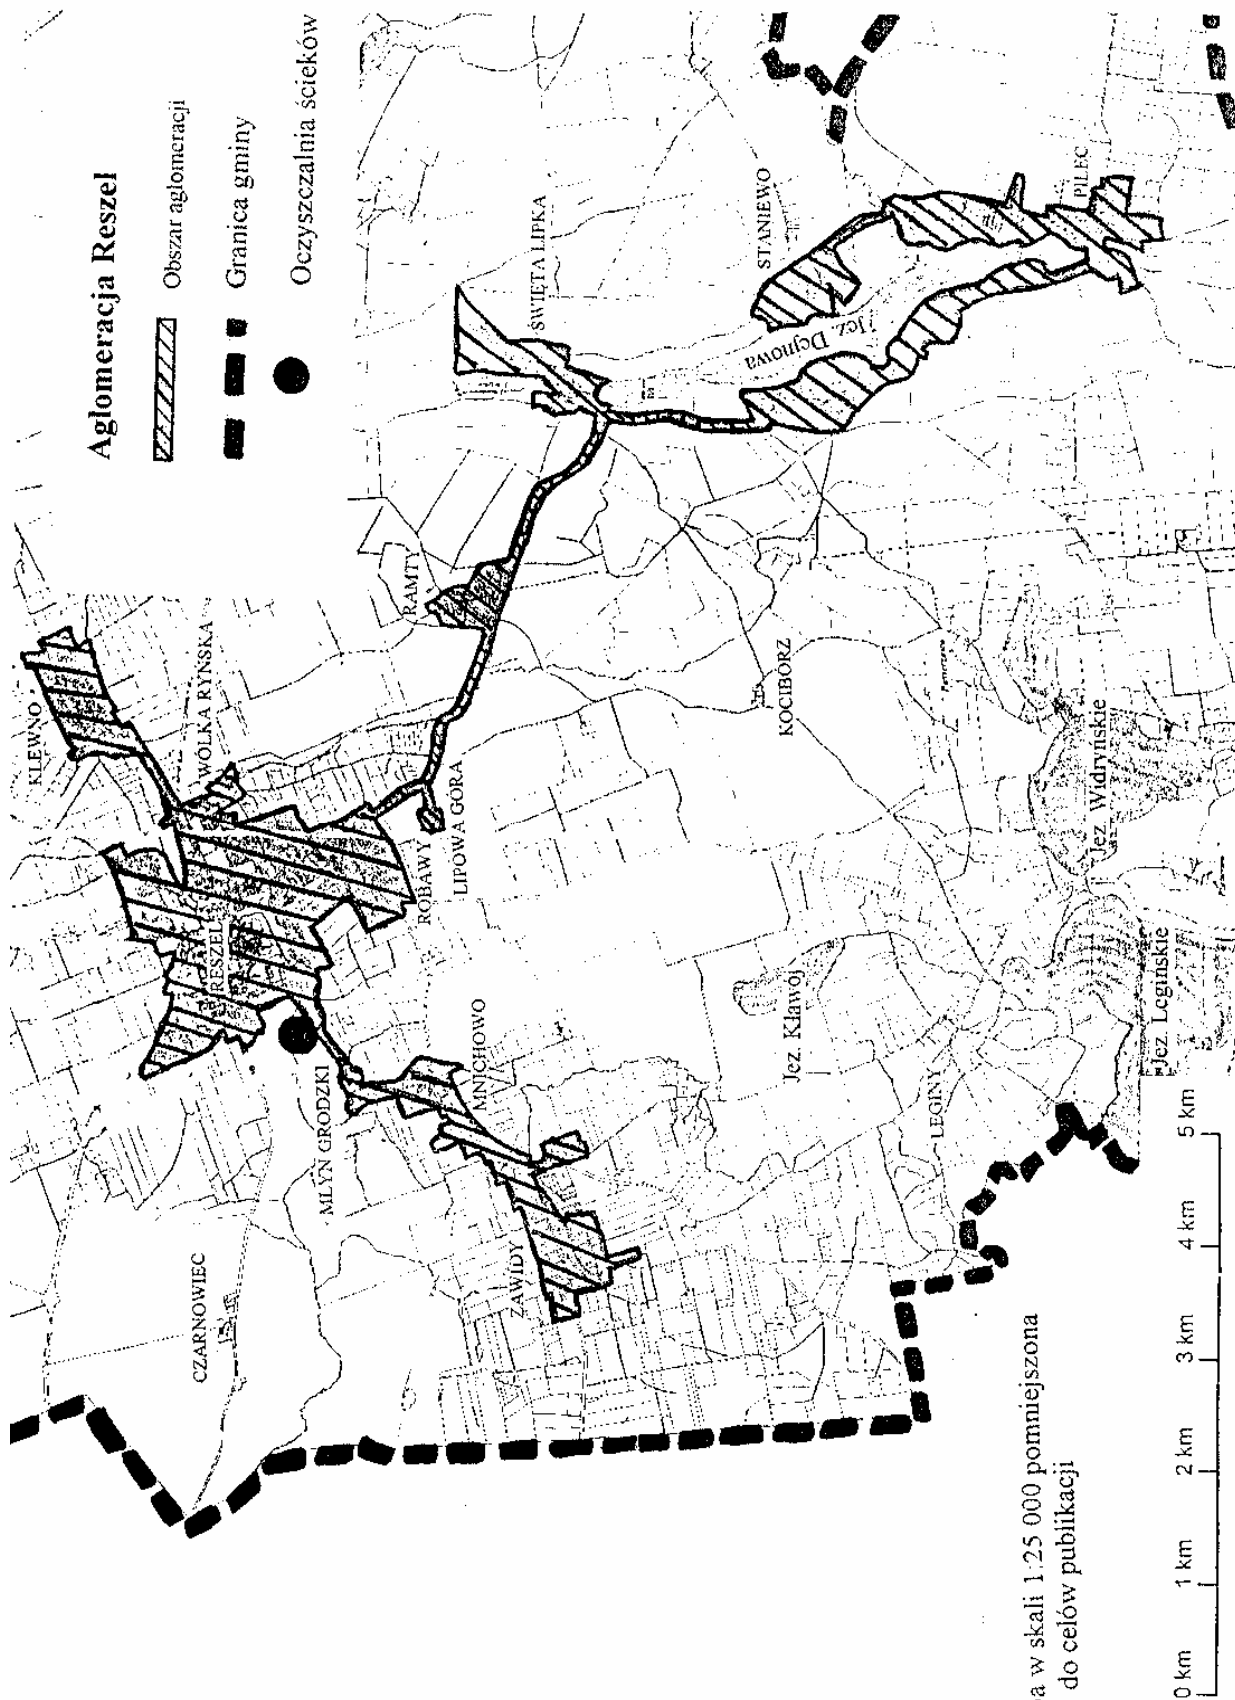 Aglomeracja Reszel
Obszar aglomeracji
Granica gminy
Oczyszczalnia ścieków
KLEWNO
WÓLKA RYŃSKA
RAMTY
ŚWIĘTA LIPKA
STANIEWO
PILEC
Jez. Dejnowa
RESZEL
ROBAWY
LIPOWA GÓRA
KOCIBORZ
Jez. Widryńskie
CZARNOWIEC
MŁYN GRODZKI
MNICHOWO
ZAWIDY
Jez. Kławój
LEGINY
Jez. Legińskie
a w skali 1:25 000 pomniejszona
do celów publikacji
0 km 1 km 2 km 3 km 4 km 5 km